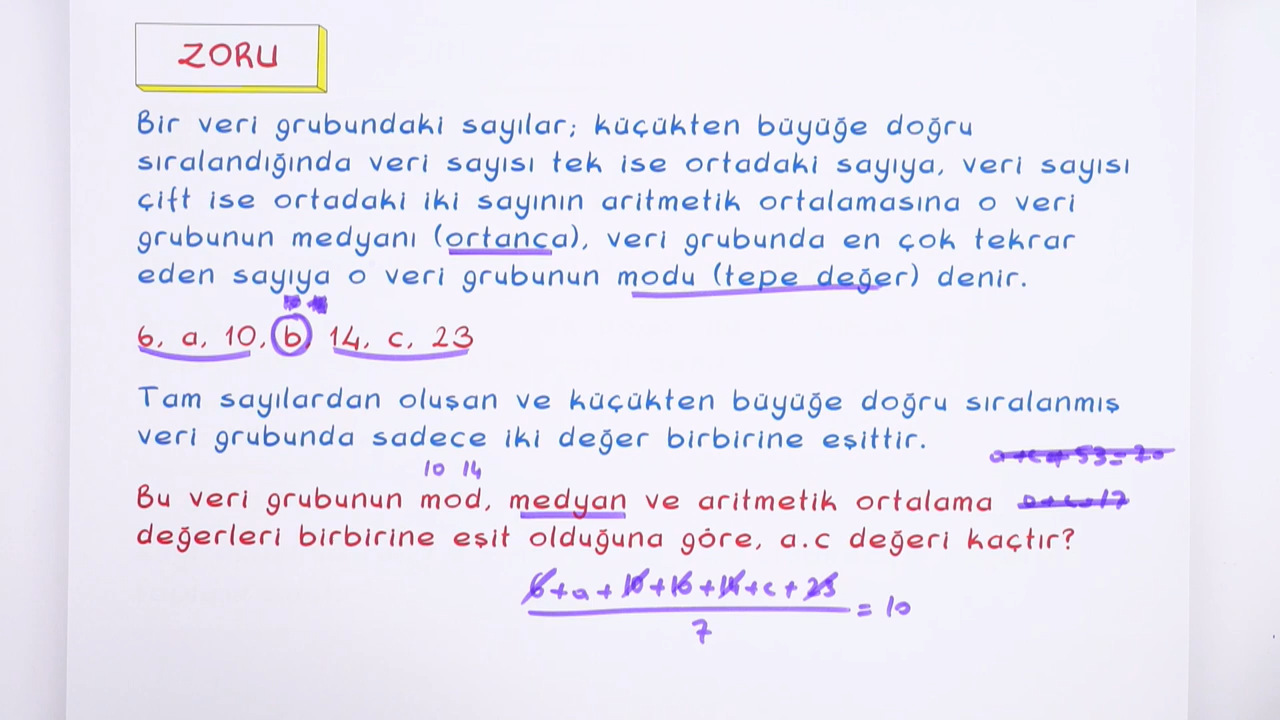 ZORU
Bir veri grubundaki sayılar; küçükten büyüğe doğru
sıralandığında veri sayısı tek ise ortadaki sayıya, veri sayısı
çift ise ortadaki iki sayının aritmetik ortalamasına o veri
grubunun medyanı (ortanca), veri grubunda en çok tekrar
eden sayıya o veri grubunun modu (tepe değer) denir.
6, a, 10, b, 14, c, 23
Tam sayılardan oluşan ve küçükten büyüğe doğru sıralanmış
veri grubunda sadece iki değer birbirine eşittir.
a+c+53=70
10 14
Bu veri grubunun mod, medyan ve aritmetik ortalama
a+c=17
değerleri birbirine eşit olduğuna göre, a.c değeri kaçtır?
6+a+10+10+14+c+23
= 10
7